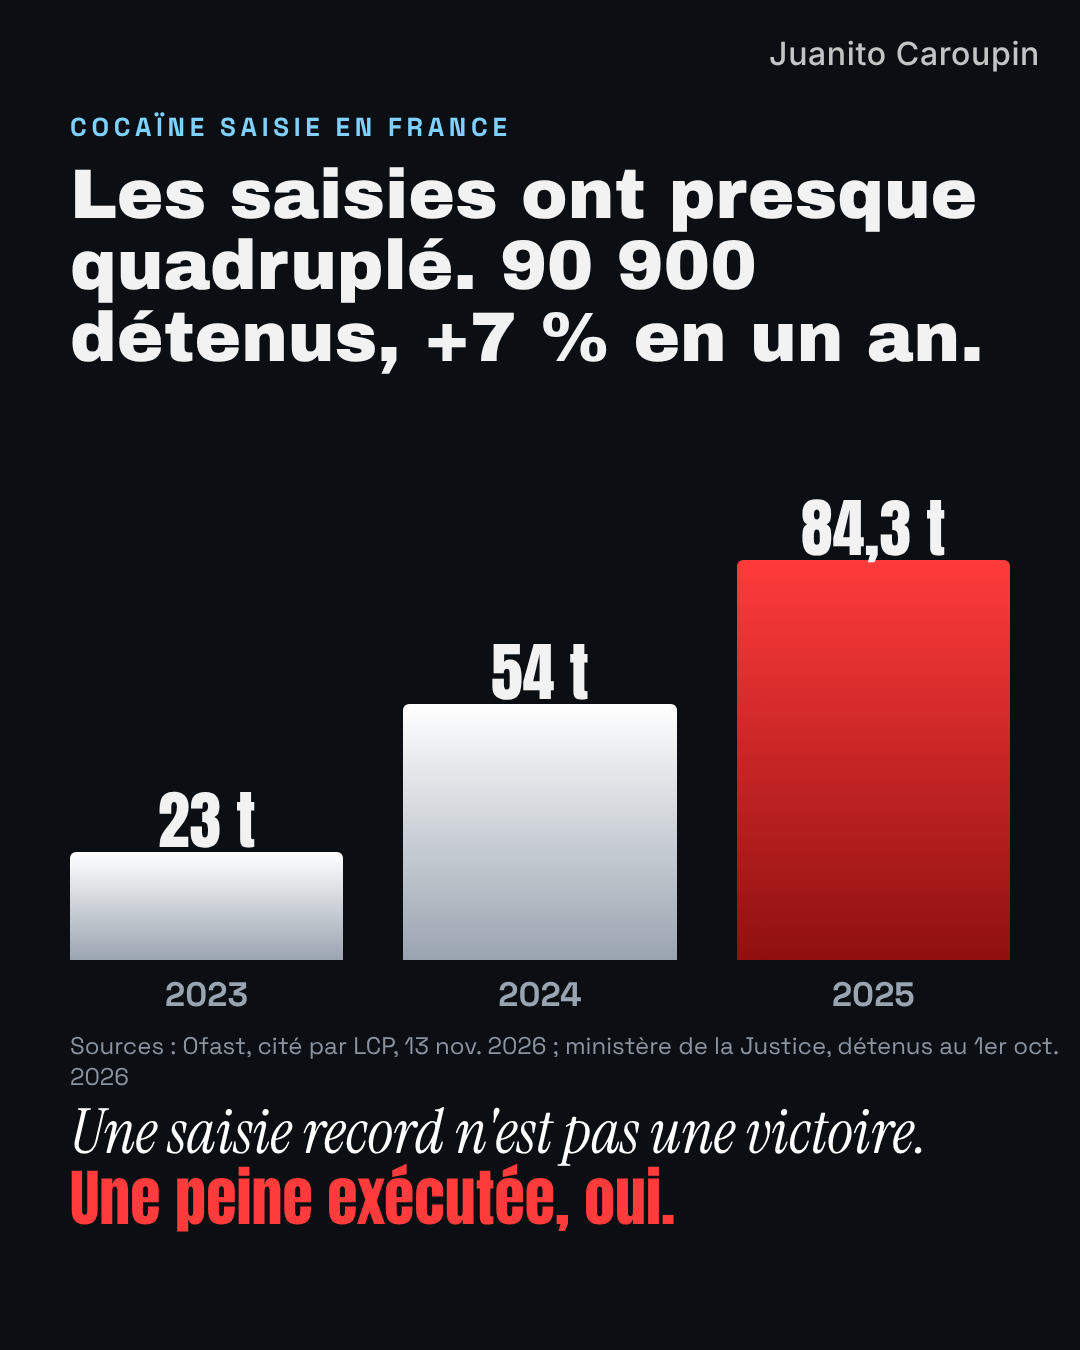 Juanito Caroupin
COCAÏNE SAISIE EN FRANCE
Les saisies ont presque
quadruplé. 90 900
détenus, +7 % en un an.
84,3 t
54 t
23 t
2023
2024
2025
Sources : Ofast, cité par LCP, 13 nov. 2026 ; ministère de la Justice, détenus au 1er oct.
2026
Une saisie record n'est pas une victoire.
Une peine exécutée, oui.